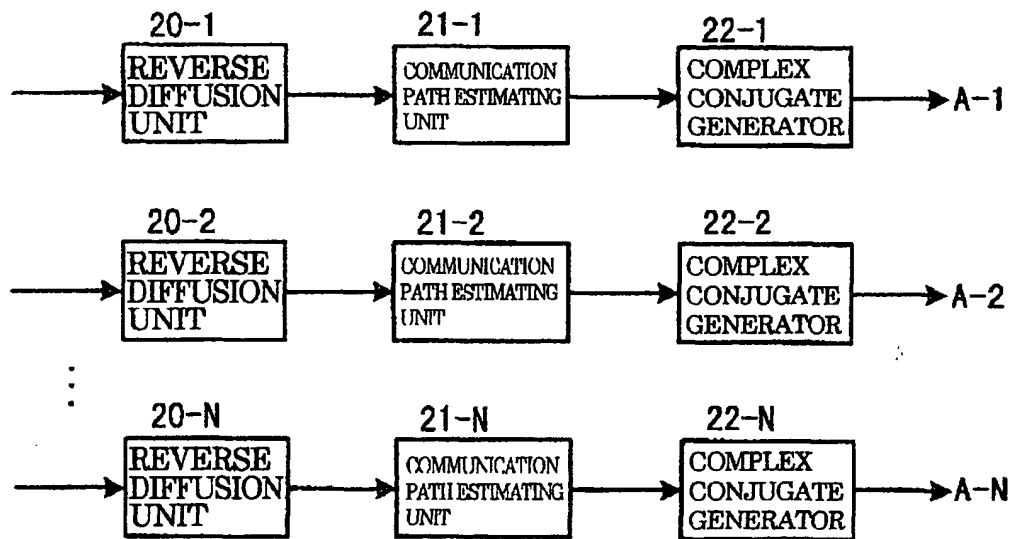 20-1 21-1 22-1
REVERSE
DIFFUSION
UNIT
COMMUNICATION
PATH ESTIMATING
UNIT
COMPLEX
CONJUGATE
GENERATOR
A-1
20-2 21-2 22-2
REVERSE
DIFFUSION
UNIT
COMMUNICATION
PATH ESTIMATING
UNIT
COMPLEX
CONJUGATE
GENERATOR
A-2
20-N 21-N 22-N
REVERSE
DIFFUSION
UNIT
COMMUNICATION
PATH ESTIMATING
UNIT
COMPLEX
CONJUGATE
GENERATOR
A-N